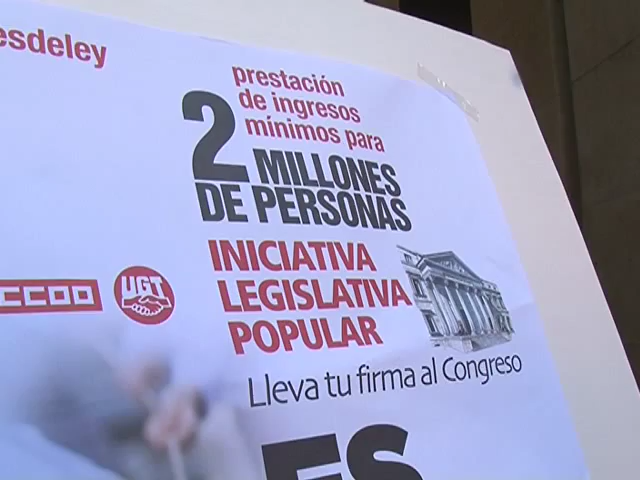 esdeley
prestación
de ingresos
mínimos para
2 MILLONES
DE PERSONAS
INICIATIVA
LEGISLATIVA
POPULAR
CCOO
UGT
Lleva tu firma al Congreso
ES